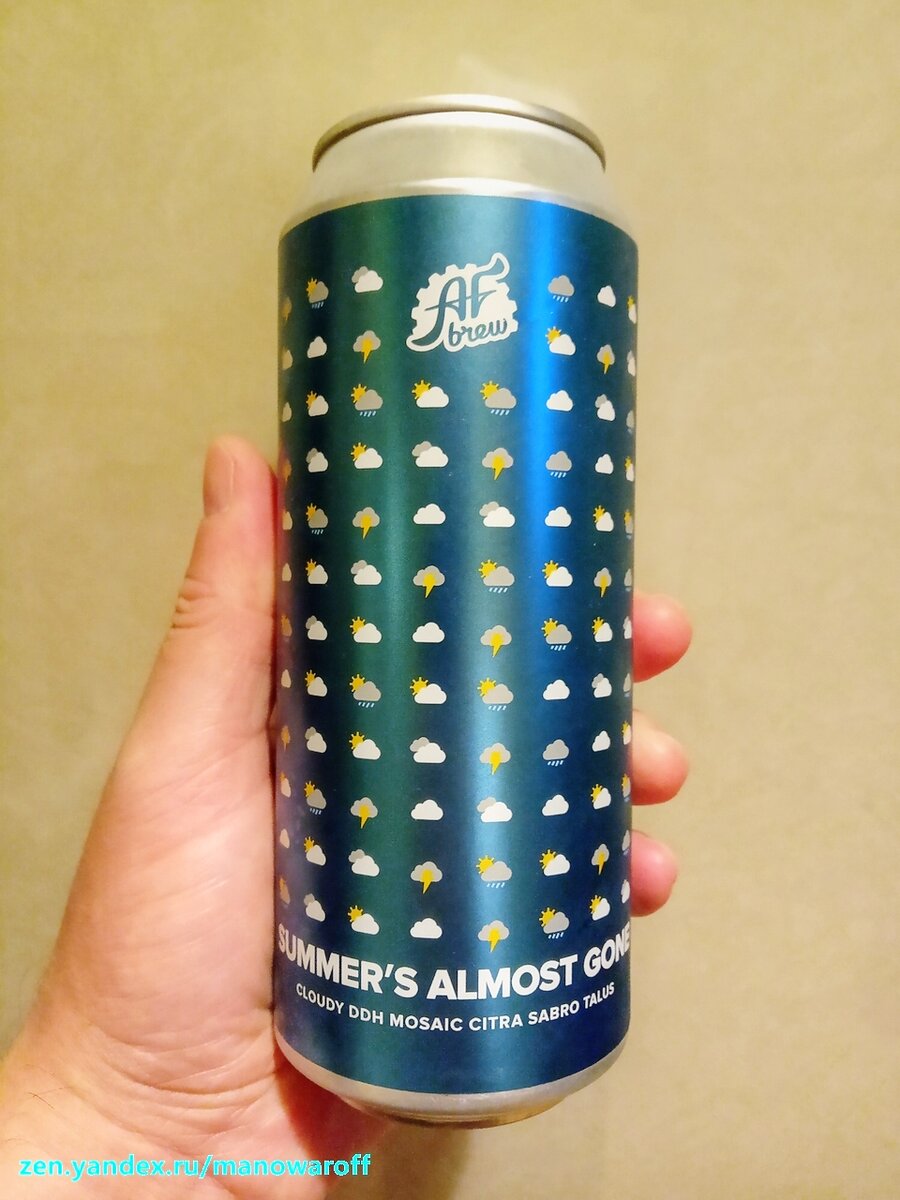 AF
brew
SUMMER'S ALMOST GONE
CLOUDY DDH MOSAIC CITRA SABRO TALUS
zen.yandex.ru/manowaroff